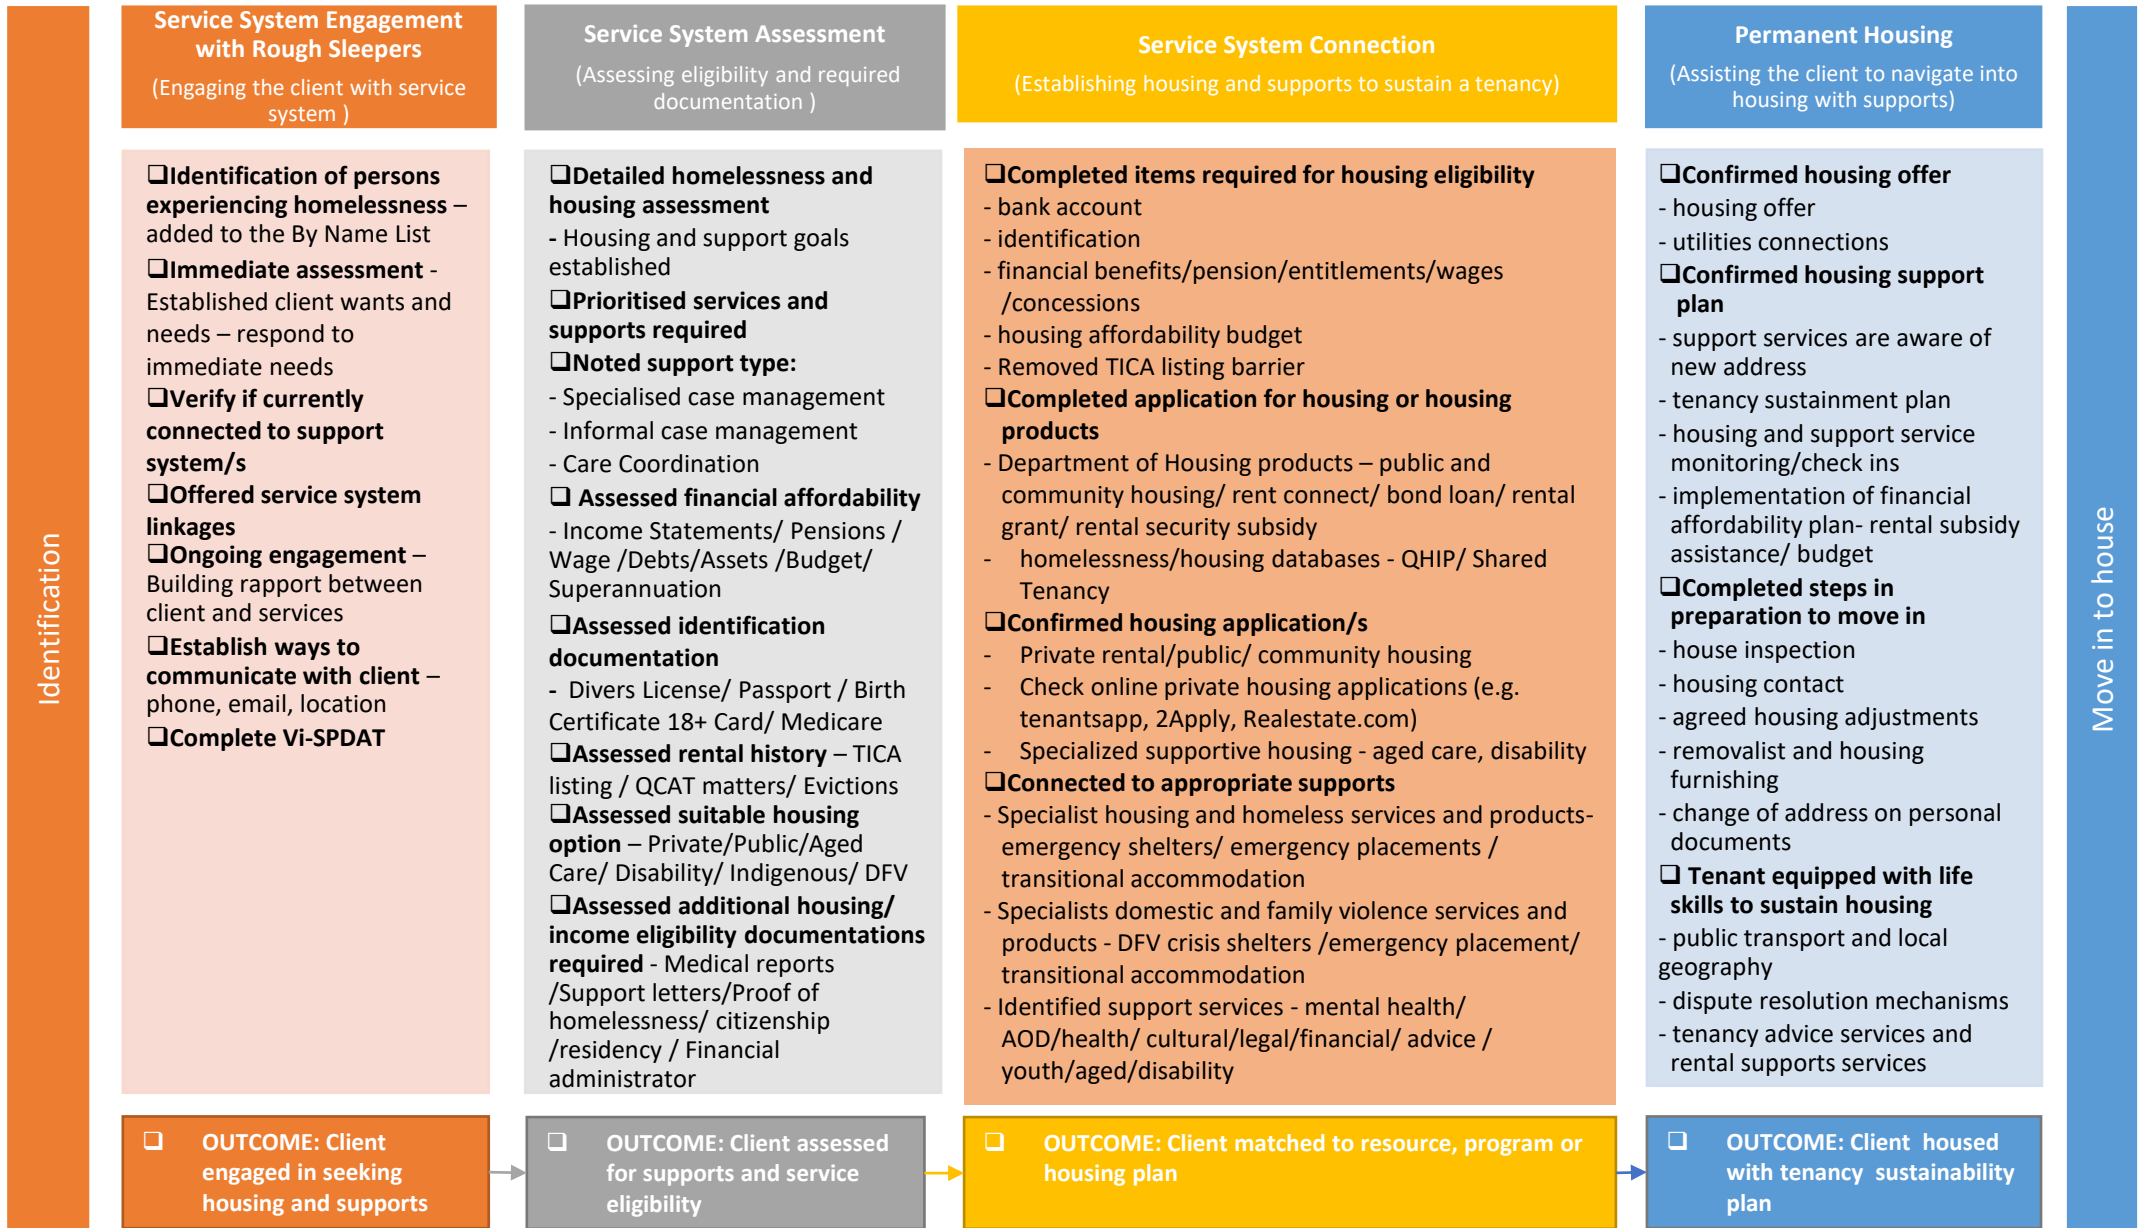 Identification
Service System Engagement
with Rough Sleepers
(Engaging the client with service
system )
❑Identification of persons
experiencing homelessness –
added to the By Name List
❑Immediate assessment -
Established client wants and
needs – respond to
immediate needs
❑Verify if currently
connected to support
system/s
❑Offered service system
linkages
❑Ongoing engagement –
Building rapport between
client and services
❑Establish ways to
communicate with client –
phone, email, location
❑Complete Vi-SPDAT
❑ OUTCOME: Client
engaged in seeking
housing and supports
Service System Assessment
(Assessing eligibility and required
documentation )
❑Detailed homelessness and
housing assessment
- Housing and support goals
established
❑Prioritised services and
supports required
❑Noted support type:
- Specialised case management
- Informal case management
- Care Coordination
❑ Assessed financial affordability
- Income Statements/ Pensions /
Wage /Debts/Assets /Budget/
Superannuation
❑Assessed identification
documentation
- Divers License/ Passport / Birth
Certificate 18+ Card/ Medicare
❑Assessed rental history – TICA
listing / QCAT matters/ Evictions
❑Assessed suitable housing
option – Private/Public/Aged
Care/ Disability/ Indigenous/ DFV
❑Assessed additional housing/
income eligibility documentations
required - Medical reports
/Support letters/Proof of
homelessness/ citizenship
/residency / Financial
administrator
❑ OUTCOME: Client assessed
for supports and service
eligibility
Service System Connection
(Establishing housing and supports to sustain a tenancy)
❑Completed items required for housing eligibility
- bank account
- identification
- financial benefits/pension/entitlements/wages
/concessions
- housing affordability budget
- Removed TICA listing barrier
❑Completed application for housing or housing
products
- Department of Housing products – public and
community housing/ rent connect/ bond loan/ rental
grant/ rental security subsidy
- homelessness/housing databases - QHIP/ Shared
Tenancy
❑Confirmed housing application/s
- Private rental/public/ community housing
- Check online private housing applications (e.g.
tenantsapp, 2Apply, Realestate.com)
- Specialized supportive housing - aged care, disability
❑Connected to appropriate supports
- Specialist housing and homeless services and products-
emergency shelters/ emergency placements /
transitional accommodation
- Specialists domestic and family violence services and
products - DFV crisis shelters /emergency placement/
transitional accommodation
- Identified support services - mental health/
AOD/health/ cultural/legal/financial/ advice /
youth/aged/disability
❑ OUTCOME: Client matched to resource, program or
housing plan
Permanent Housing
(Assisting the client to navigate into
housing with supports)
❑Confirmed housing offer
- housing offer
- utilities connections
❑Confirmed housing support
plan
- support services are aware of
new address
- tenancy sustainment plan
- housing and support service
monitoring/check ins
- implementation of financial
affordability plan- rental subsidy
assistance/ budget
❑Completed steps in
preparation to move in
- house inspection
- housing contact
- agreed housing adjustments
- removalist and housing
furnishing
- change of address on personal
documents
❑ Tenant equipped with life
skills to sustain housing
- public transport and local
geography
- dispute resolution mechanisms
- tenancy advice services and
rental supports services
❑ OUTCOME: Client housed
with tenancy sustainability
plan
Move in to house